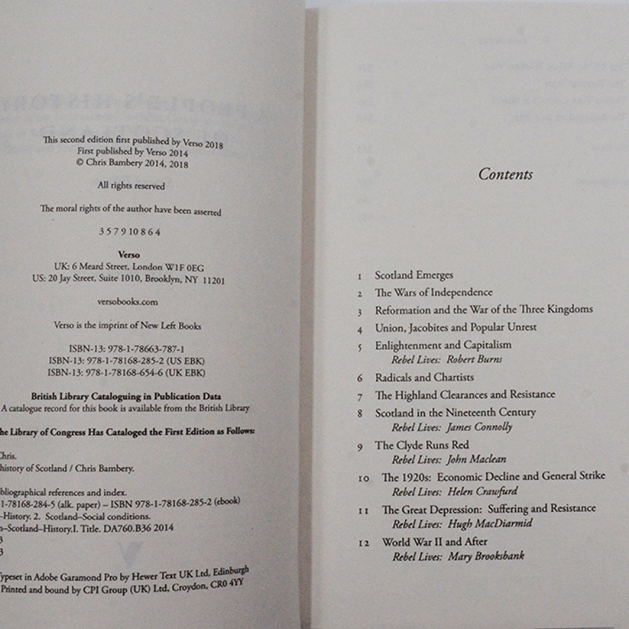 This second edition first published by Verso 2018
First published by Verso 2014
© Chris Bambery 2014, 2018
All rights reserved
The moral rights of the author have been asserted
3 5 7 9 10 8 6 4
Verso
UK: 6 Meard Street, London W1F 0EG
US: 20 Jay Street, Suite 1010, Brooklyn, NY 11201
versobooks.com
Verso is the imprint of New Left Books
ISBN-13: 978-1-78663-787-1
ISBN-13: 978-1-78168-285-2 (US EBK)
ISBN-13: 978-1-78168-654-6 (UK EBK)
British Library Cataloguing in Publication Data
A catalogue record for this book is available from the British Library
he Library of Congress Has Cataloged the First Edition as Follows:
Chris.
history of Scotland / Chris Bambery.
bliographical references and index.
1-78168-284-5 (alk. paper) – ISBN 978-1-78168-285-2 (ebook)
–History. 2. Scotland–Social conditions.
–Scotland–History.I. Title. DA760.B36 2014
3
3
ypeset in Adobe Garamond Pro by Hewer Text UK Ltd, Edinburgh
Printed and bound by CPI Group (UK) Ltd, Croydon, CR0 4YY
Contents
1 Scotland Emerges
2 The Wars of Independence
3 Reformation and the War of the Three Kingdoms
4 Union, Jacobites and Popular Unrest
5 Enlightenment and Capitalism
Rebel Lives: Robert Burns
6 Radicals and Chartists
7 The Highland Clearances and Resistance
8 Scotland in the Nineteenth Century
Rebel Lives: James Connolly
9 The Clyde Runs Red
Rebel Lives: John Maclean
10 The 1920s: Economic Decline and General Strike
Rebel Lives: Helen Crawfurd
11 The Great Depression: Suffering and Resistance
Rebel Lives: Hugh MacDiarmid
12 World War II and After
Rebel Lives: Mary Brooksbank